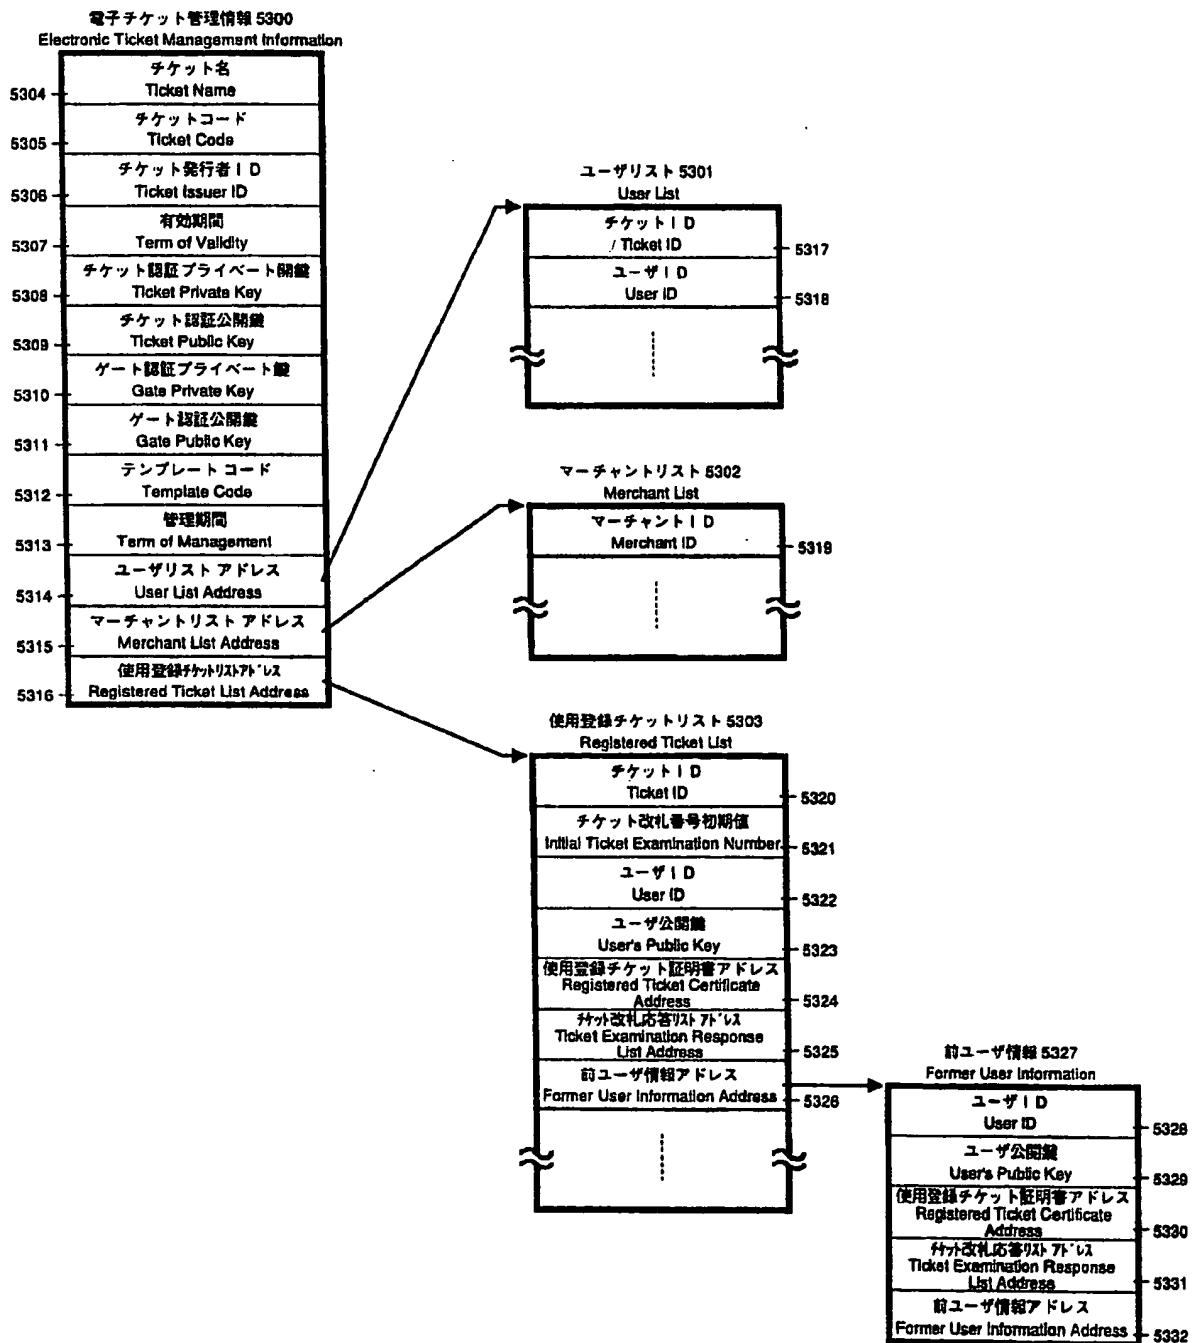 電子チケット管理情報 5300
Electronic Ticket Management Information
チケット名
Ticket Name
5304
チケットコード
Ticket Code
5305
チケット発行者ID
Ticket Issuer ID
5306
有効期間
Term of Validity
5307
チケット認証プライベート開鍵
Ticket Private Key
5308
チケット認証公開鍵
Ticket Public Key
5309
ゲート認証プライベート鍵
Gate Private Key
5310
ゲート認証公開鍵
Gate Public Key
5311
テンプレート コード
Template Code
5312
管理期間
Term of Management
5313
ユーザリスト アドレス
User List Address
5314
マーチャントリスト アドレス
Merchant List Address
5315
使用登録チケットリストアドレス
Registered Ticket List Address
5316
ユーザリスト 5301
User List
チケットID
Ticket ID
5317
ユーザID
User ID
5318
マーチャントリスト 5302
Merchant List
マーチャントID
Merchant ID
5319
使用登録チケットリスト 5303
Registered Ticket List
チケットID
Ticket ID
5320
チケット改札番号初期値
Initial Ticket Examination Number
5321
ユーザID
User ID
5322
ユーザ公開鍵
User's Public Key
5323
使用登録チケット証明書アドレス
Registered Ticket Certificate
Address
5324
チケット改札応答リスト アドレス
Ticket Examination Response
List Address
5325
前ユーザ情報アドレス
Former User Information Address
5326
前ユーザ情報 5327
Former User Information
ユーザID
User ID
5328
ユーザ公開鍵
User's Public Key
5329
使用登録チケット証明書アドレス
Registered Ticket Certificate
Address
5330
チケット改札応答リスト アドレス
Ticket Examination Response
List Address
5331
前ユーザ情報アドレス
Former User Information Address
5332